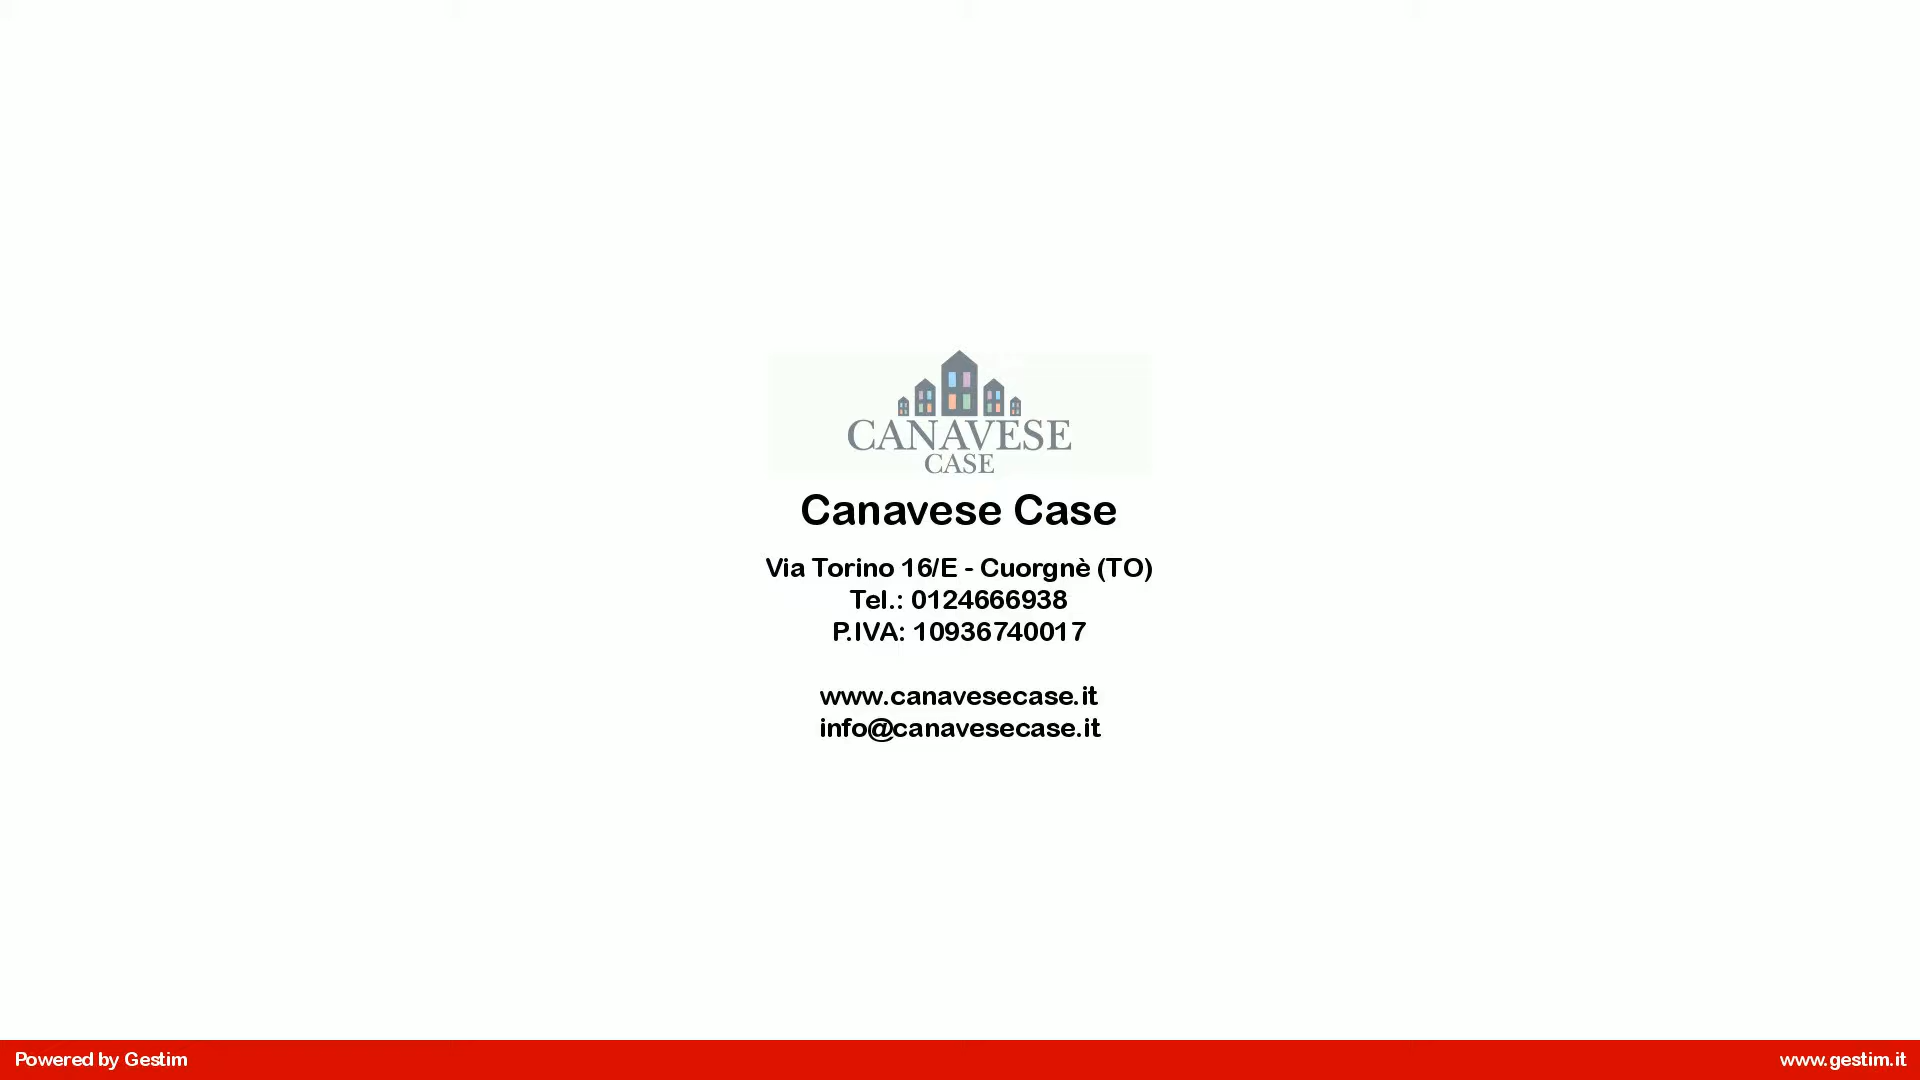 CANAVESE
CASE
Canavese Case
Via Torino 16/E - Cuorgnè (TO)
Tel.: 0124666938
P.IVA: 10936740017
www.canavesecase.it
info@canavesecase.it
Powered by Gestim
www.gestim.it